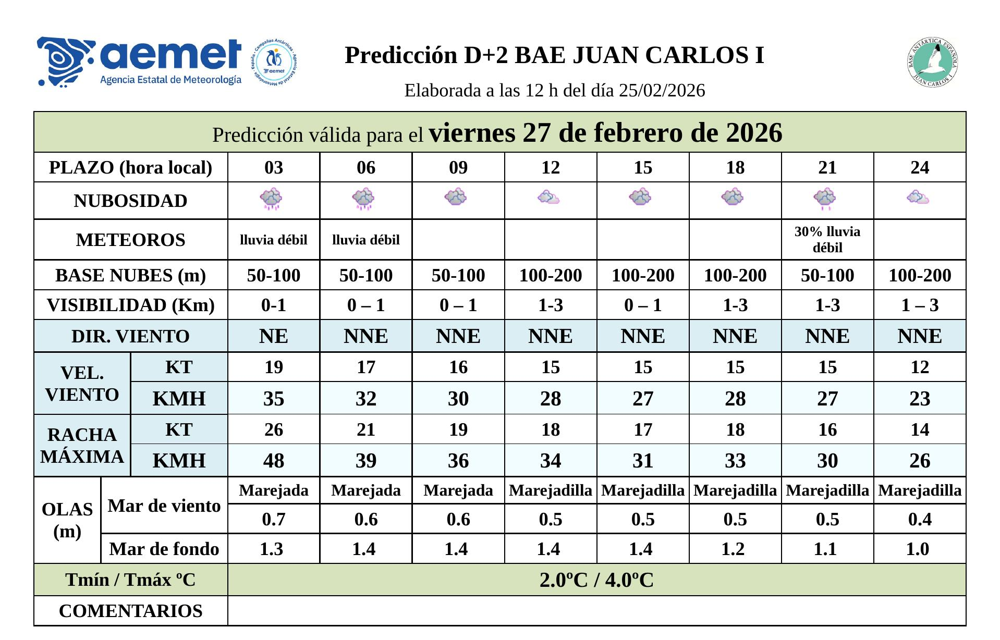 aemet
Agencia Estatal de Meteorología
Campañas Antárticas · Agencia Estatal de Meteorología · España ·
aemet
Predicción D+2 BAE JUAN CARLOS I
Elaborada a las 12 h del día 25/02/2026
BASE ANTÁRTICA ESPAÑOLA
JUAN CARLOS I
Predicción válida para el viernes 27 de febrero de 2026
PLAZO (hora local) 03 06 09 12 15 18 21 24
NUBOSIDAD
METEOROS lluvia débil lluvia débil 30% lluvia débil
BASE NUBES (m) 50-100 50-100 50-100 100-200 100-200 100-200 50-100 100-200
VISIBILIDAD (Km) 0-1 0 – 1 0 – 1 1-3 0 – 1 1-3 1-3 1 – 3
DIR. VIENTO NE NNE NNE NNE NNE NNE NNE NNE
VEL. VIENTO
KT 19 17 16 15 15 15 15 12
KMH 35 32 30 28 27 28 27 23
RACHA MÁXIMA
KT 26 21 19 18 17 18 16 14
KMH 48 39 36 34 31 33 30 26
OLAS (m)
Mar de viento
Marejada Marejada Marejada Marejadilla Marejadilla Marejadilla Marejadilla Marejadilla
0.7 0.6 0.6 0.5 0.5 0.5 0.5 0.4
Mar de fondo 1.3 1.4 1.4 1.4 1.4 1.2 1.1 1.0
Tmín / Tmáx ºC 2.0ºC / 4.0ºC
COMENTARIOS